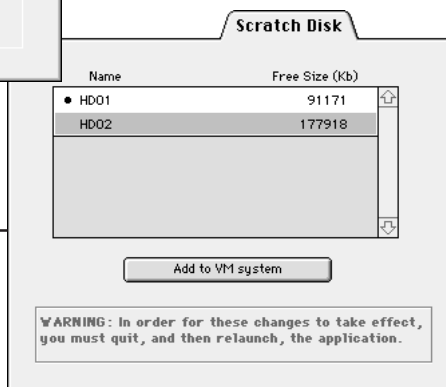 Scratch Disk
Name Free Size (Kb)
● HD01 91171
HD02 177918
Add to VM system
WARNING: In order for these changes to take effect,
you must quit, and then relaunch, the application.